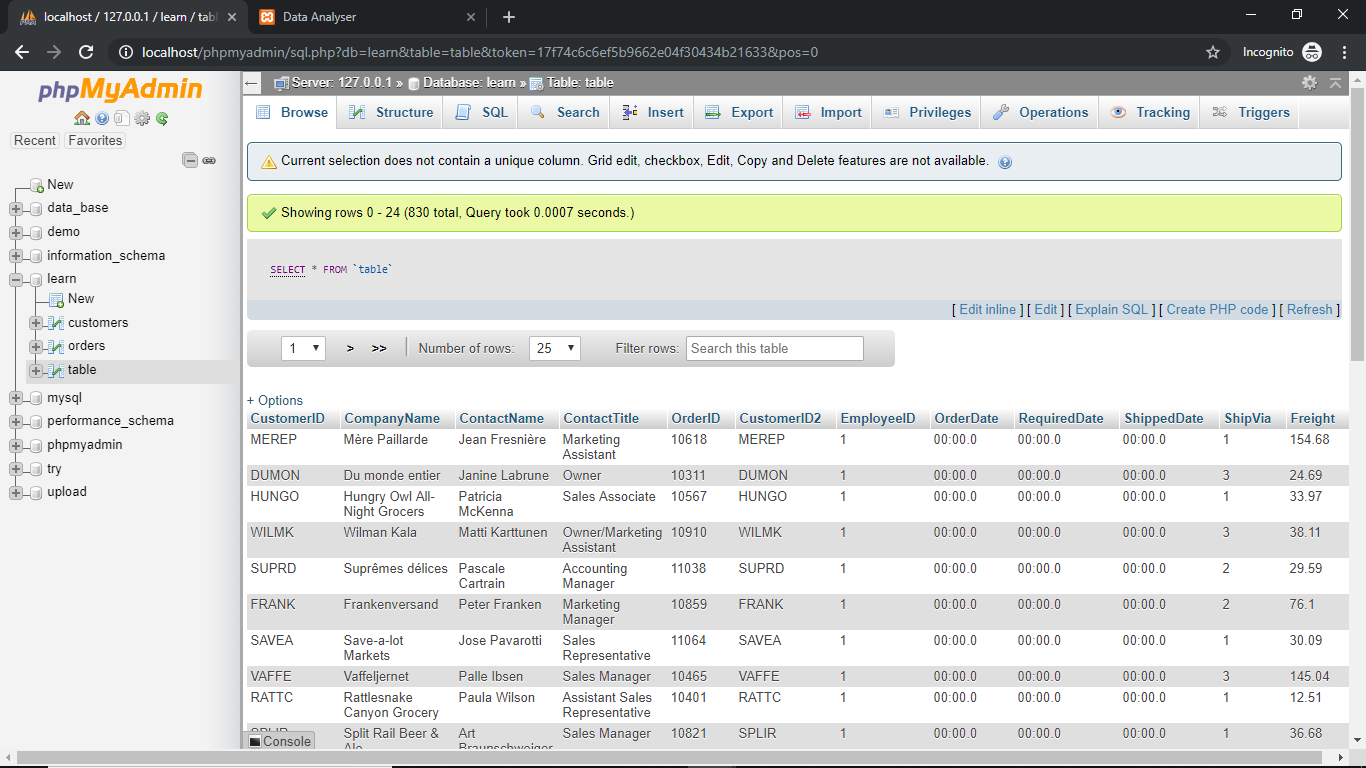 localhost / 127.0.0.1 / learn / tabl
Data Analyser
localhost/phpmyadmin/sql.php?db=learn&table=table&token=17f74c6c6ef5b9662e04f30434b21633&pos=0
Incognito
phpMyAdmin
Recent
Favorites
New
data_base
demo
information_schema
learn
New
customers
orders
table
mysql
performance_schema
phpmyadmin
try
upload
Server: 127.0.0.1 » Database: learn » Table: table
Browse Structure SQL Search Insert Export Import Privileges Operations Tracking Triggers
Current selection does not contain a unique column. Grid edit, checkbox, Edit, Copy and Delete features are not available.
Showing rows 0 - 24 (830 total, Query took 0.0007 seconds.)
SELECT * FROM `table`
[ Edit inline ] [ Edit ] [ Explain SQL ] [ Create PHP code ] [ Refresh ]
1 > >> Number of rows: 25 Filter rows: Search this table
+ Options
CustomerID CompanyName ContactName ContactTitle OrderID CustomerID2 EmployeeID OrderDate RequiredDate ShippedDate ShipVia Freight
MEREP Mère Paillarde Jean Fresnière Marketing Assistant 10618 MEREP 1 00:00.0 00:00.0 00:00.0 1 154.68
DUMON Du monde entier Janine Labrune Owner 10311 DUMON 1 00:00.0 00:00.0 00:00.0 3 24.69
HUNGO Hungry Owl All-Night Grocers Patricia McKenna Sales Associate 10567 HUNGO 1 00:00.0 00:00.0 00:00.0 1 33.97
WILMK Wilman Kala Matti Karttunen Owner/Marketing Assistant 10910 WILMK 1 00:00.0 00:00.0 00:00.0 3 38.11
SUPRD Suprêmes délices Pascale Cartrain Accounting Manager 11038 SUPRD 1 00:00.0 00:00.0 00:00.0 2 29.59
FRANK Frankenversand Peter Franken Marketing Manager 10859 FRANK 1 00:00.0 00:00.0 00:00.0 2 76.1
SAVEA Save-a-lot Markets Jose Pavarotti Sales Representative 11064 SAVEA 1 00:00.0 00:00.0 00:00.0 1 30.09
VAFFE Vaffeljernet Palle Ibsen Sales Manager 10465 VAFFE 1 00:00.0 00:00.0 00:00.0 3 145.04
RATTC Rattlesnake Canyon Grocery Paula Wilson Assistant Sales Representative 10401 RATTC 1 00:00.0 00:00.0 00:00.0 1 12.51
SPLIR Split Rail Beer & Ale Art Braunschweiger Sales Manager 10821 SPLIR 1 00:00.0 00:00.0 00:00.0 1 36.68
Console